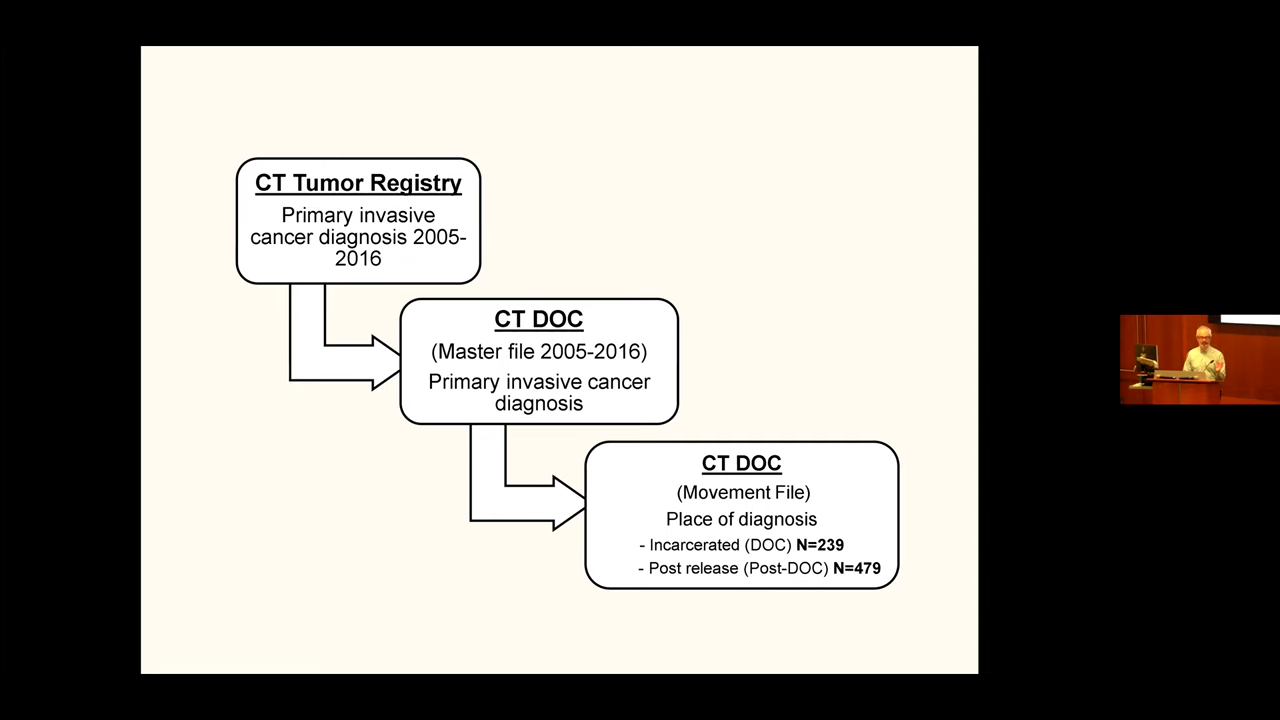 CT Tumor Registry
Primary invasive
cancer diagnosis 2005-
2016
CT DOC
(Master file 2005-2016)
Primary invasive cancer
diagnosis
CT DOC
(Movement File)
Place of diagnosis
- Incarcerated (DOC) N=239
- Post release (Post-DOC) N=479